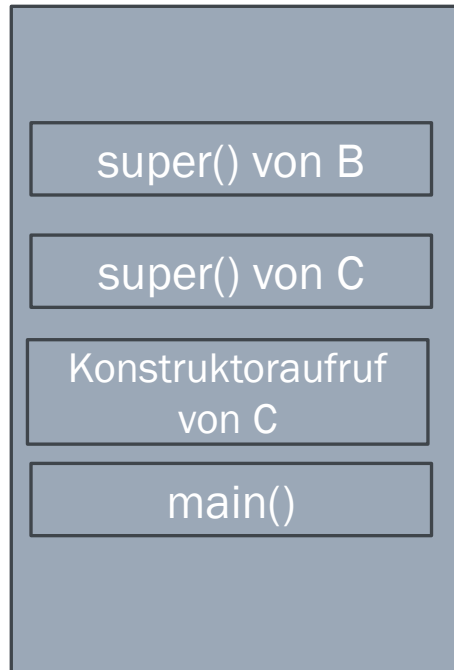 super() von B
super() von C
Konstruktoraufruf
von C
main()